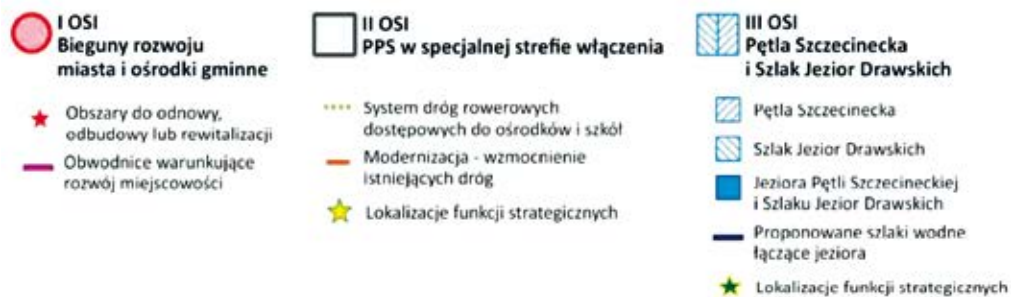 I OSI
Bieguny rozwoju
miasta i ośrodki gminne
Obszary do odnowy,
odbudowy lub rewitalizacji
Obwodnice warunkujące
rozwój miejscowości
II OSI
PPS w specjalnej strefie włączenia
System dróg rowerowych
dostępowych do ośrodków i szkół
Modernizacja - wzmocnienie
istniejących dróg
Lokalizacje funkcji strategicznych
III OSI
Pętla Szczecinecka
i Szlak Jezior Drawskich
Pętla Szczecinecka
Szlak Jezior Drawskich
Jeziora Pętli Szczecineckiej
i Szlaku Jezior Drawskich
Proponowane szlaki wodne
łączące jeziora
Lokalizacje funkcji strategicznych